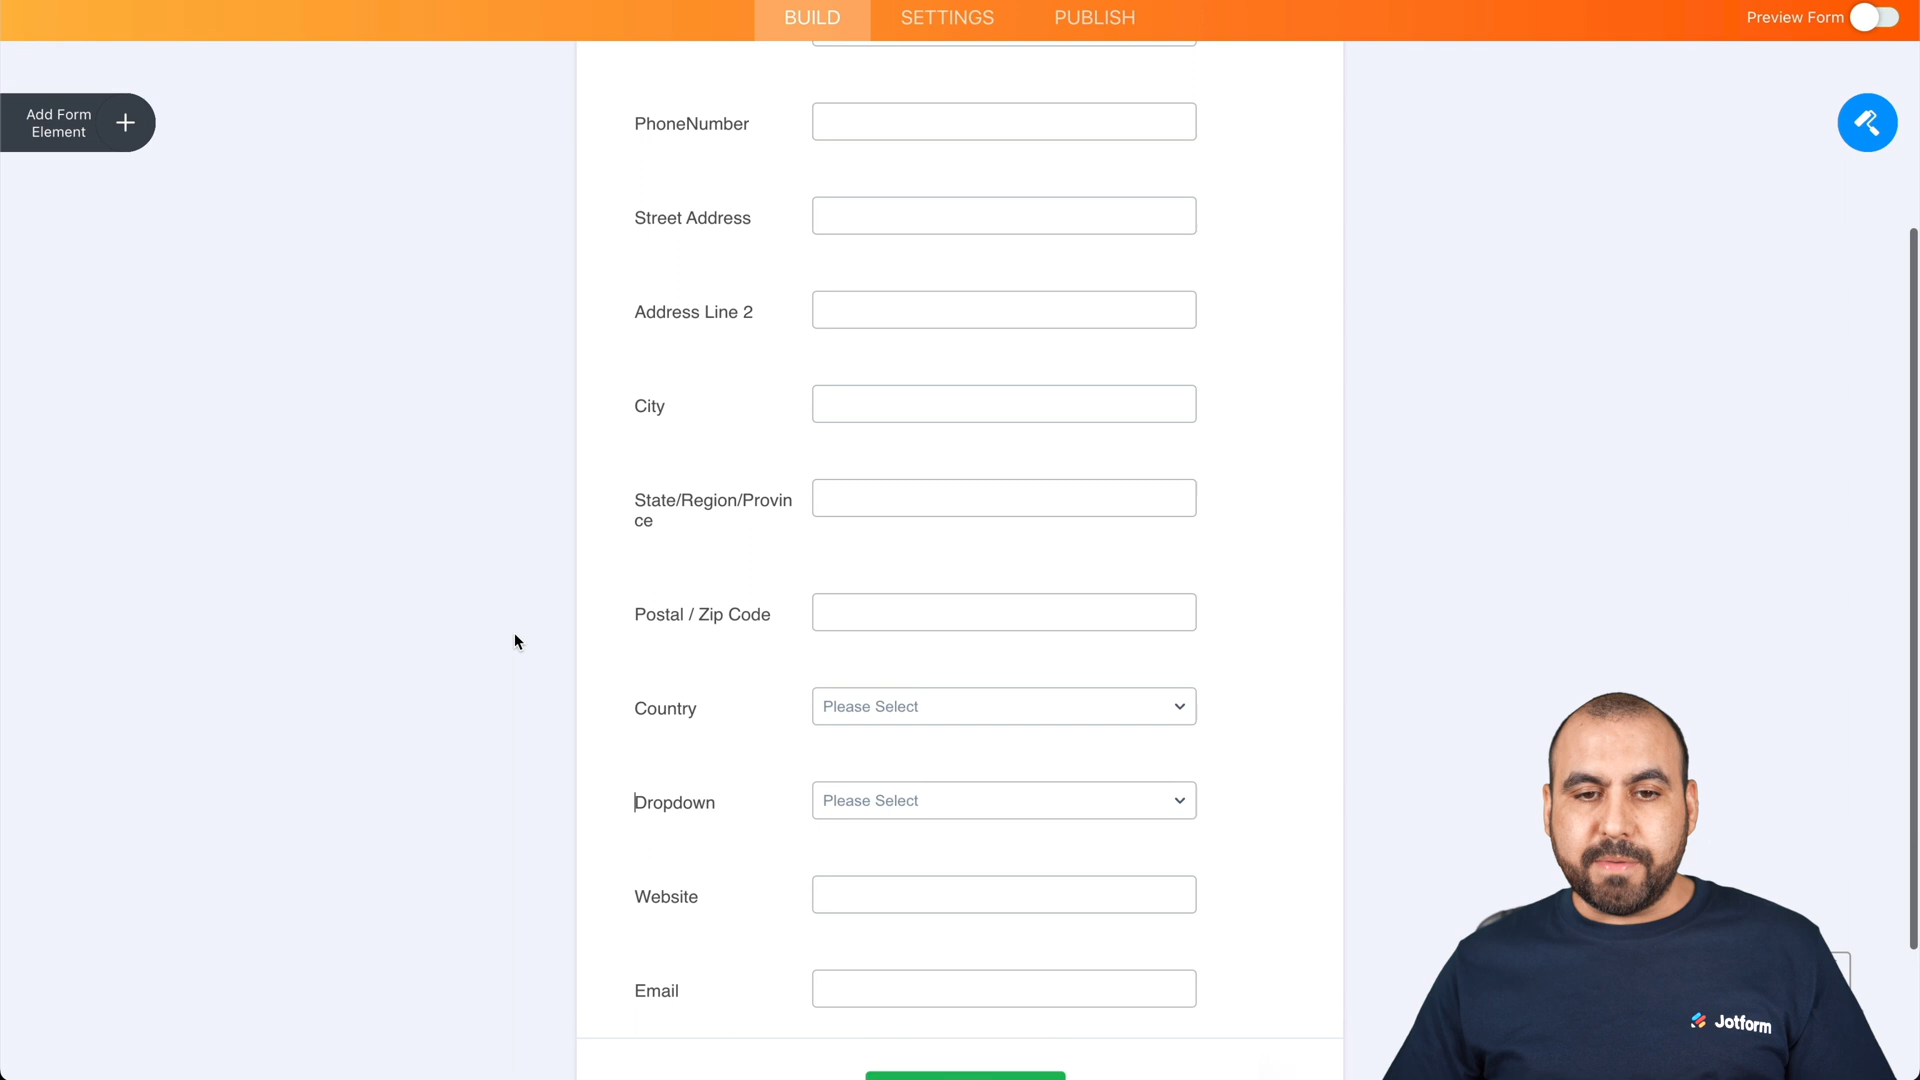 BUILD
SETTINGS
PUBLISH
Preview Form
Add Form
Element
PhoneNumber
Street Address
Address Line 2
City
State/Region/Provin
ce
Postal / Zip Code
Country
Please Select
Dropdown
Please Select
Website
Email
Jotform